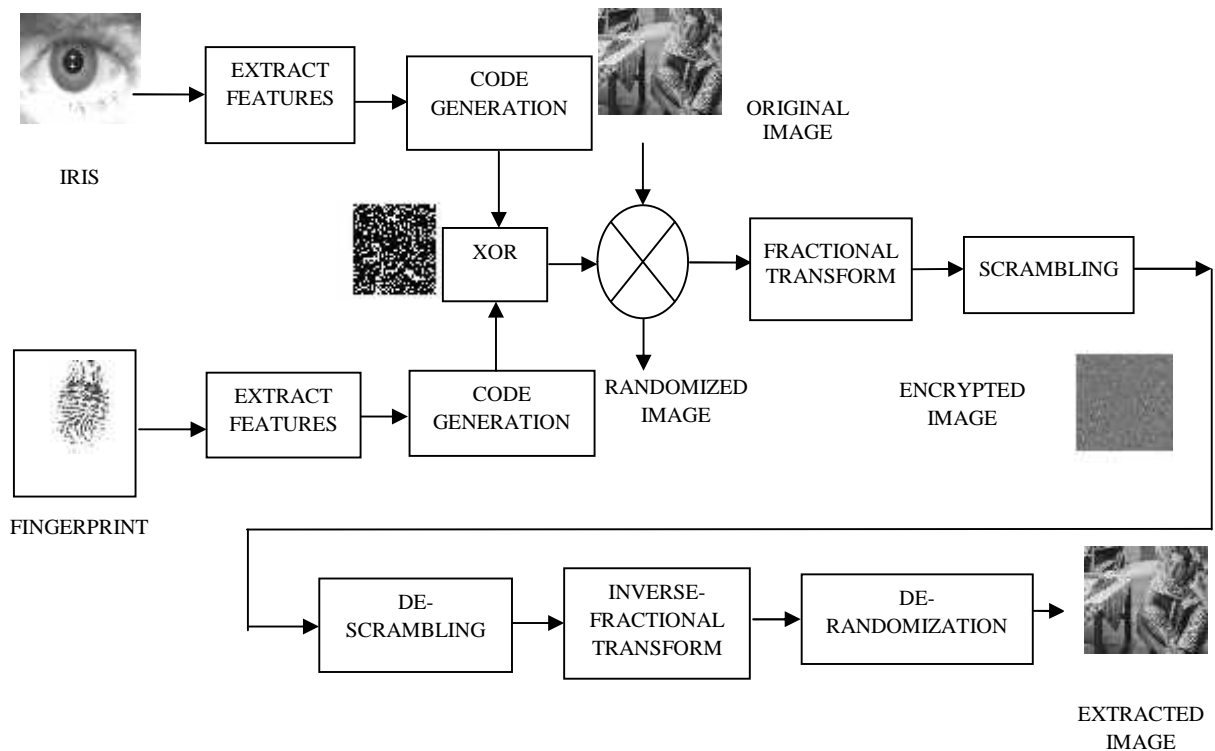 EXTRACT
FEATURES
CODE
GENERATION
ORIGINAL
IMAGE
IRIS
XOR
FRACTIONAL
TRANSFORM
SCRAMBLING
EXTRACT
FEATURES
CODE
GENERATION
RANDOMIZED
IMAGE
ENCRYPTED
IMAGE
FINGERPRINT
DE-
SCRAMBLING
INVERSE-
FRACTIONAL
TRANSFORM
DE-
RANDOMIZATION
EXTRACTED
IMAGE